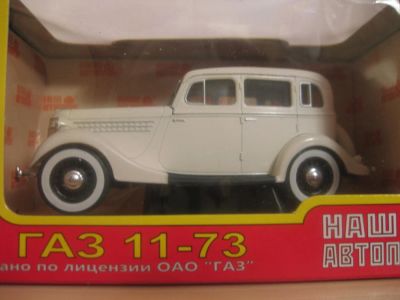 ГАЗ 11-73
ано по лицензии ОАО "ГАЗ"
НАШ
АВТОП